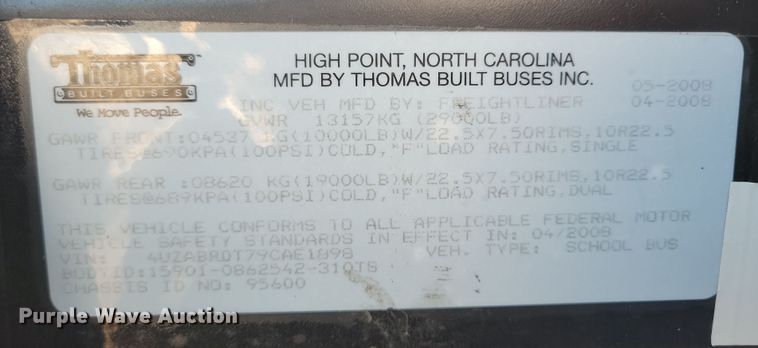 Thomas
BUILT BUSES
We Move People.
HIGH POINT, NORTH CAROLINA
MFD BY THOMAS BUILT BUSES INC.
05-2008
INC VEH MFD BY: FREIGHTLINER 04-2008
GVWR 13157KG (29000LB)
GAWR FRONT:04537 KG(10000LB)W/22.5X7.50RIMS,10R22.5
TIRES@690KPA(100PSI)COLD,"F"LOAD RATING,SINGLE
GAWR REAR :08620 KG(19000LB)W/22.5X7.50RIMS,10R22.5
TIRES@689KPA(100PSI)COLD,"F"LOAD RATING,DUAL
THIS VEHICLE CONFORMS TO ALL APPLICABLE FEDERAL MOTOR
VEHICLE SAFETY STANDARDS IN EFFECT IN: 04/2008
VIN: 4UZABRDT79CAE1898 VEH. TYPE: SCHOOL BUS
BODYID:15901-0862542-310TS
CHASSIS ID NO: 95600
Purple Wave Auction